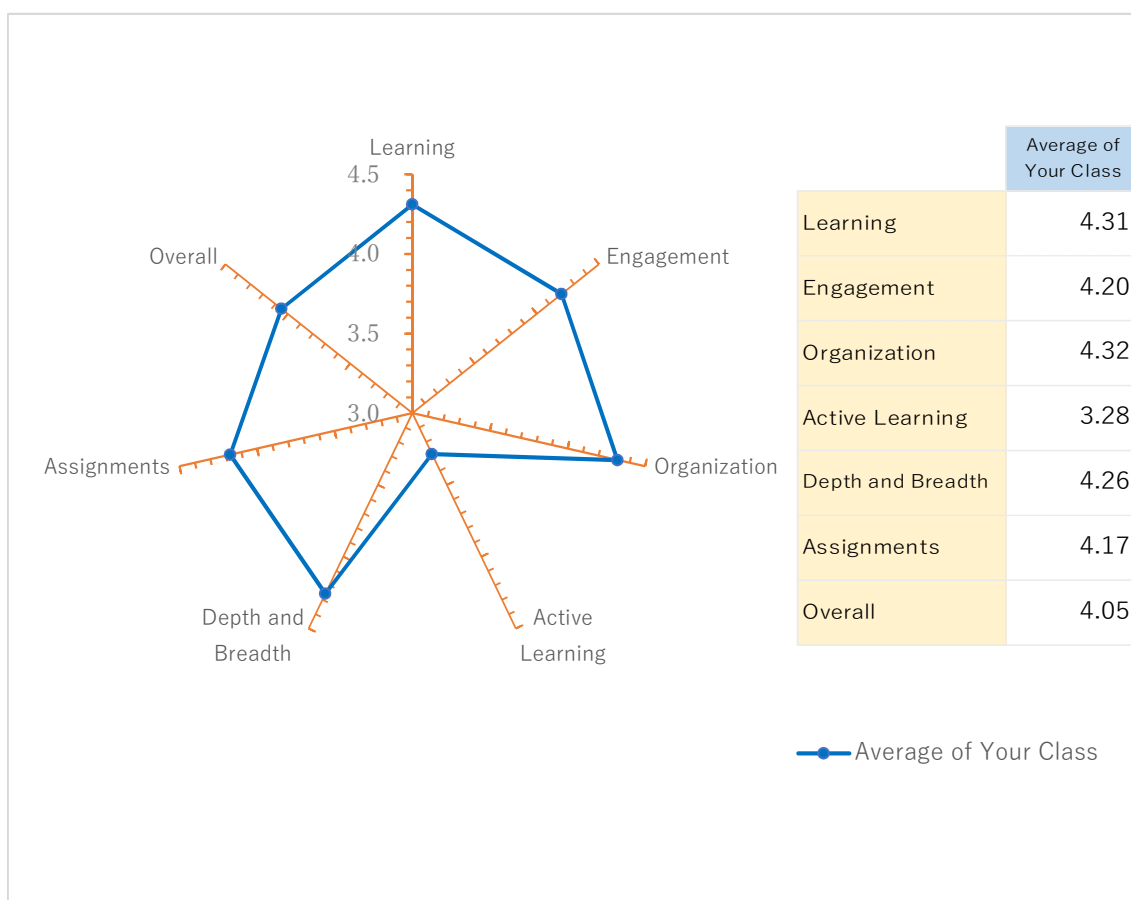 Learning
4.5
Overall
4.0
Engagement
3.5
3.0
Assignments
Organization
Depth and
Breadth
Active
Learning
Average of
Your Class
Learning 4.31
Engagement 4.20
Organization 4.32
Active Learning 3.28
Depth and Breadth 4.26
Assignments 4.17
Overall 4.05
Average of Your Class